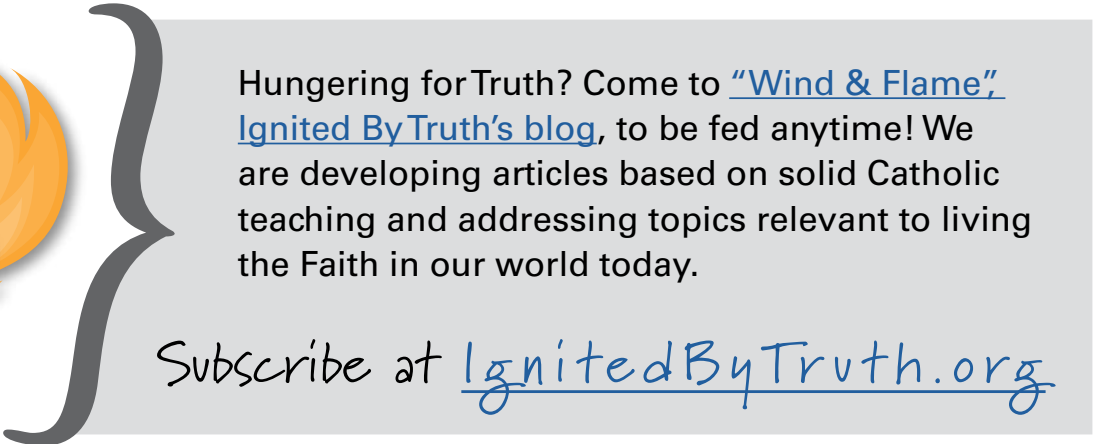 Hungering for Truth? Come to “Wind & Flame”,
Ignited By Truth’s blog, to be fed anytime! We
are developing articles based on solid Catholic
teaching and addressing topics relevant to living
the Faith in our world today.
Subscribe at IgnitedByTruth.org